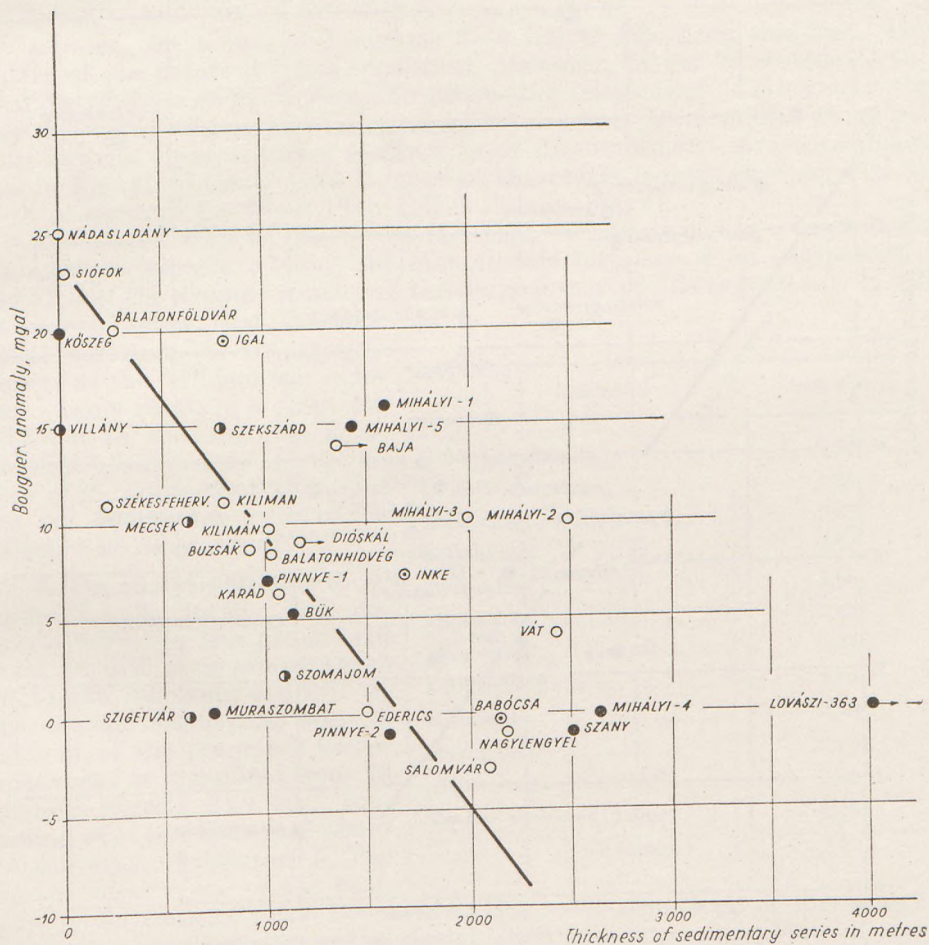 30
25
NÁDASLADÁNY
SIÓFOK
BALATONFÖLDVÁR
20
KŐSZEG
IGAL
MIHÁLYI-1
15
VILLÁNY
SZEKSZÁRD
MIHÁLYI-5
BAJA
SZÉKESFEHERV.
KILIMAN
MIHÁLYI-3
MIHÁLYI-2
10
MECSEK
KILIMÁN
DIÓSKÁL
BUZSÁK
BALATONHIDVÉG
PINNYE-1
INKE
KARÁD
BÜK
5
VÁT
SZOMAJOM
SZIGETVÁR
MURASZOMBAT
EDERICS
BABÓCSA
MIHÁLYI-4
LOVÁSZI-363
0
PINNYE-2
NAGYLENGYEL
SZANY
SALOMVÁR
-5
-10
Bouguer anomaly, mgal
0
1000
2000
3000
4000
Thickness of sedimentary series in metres